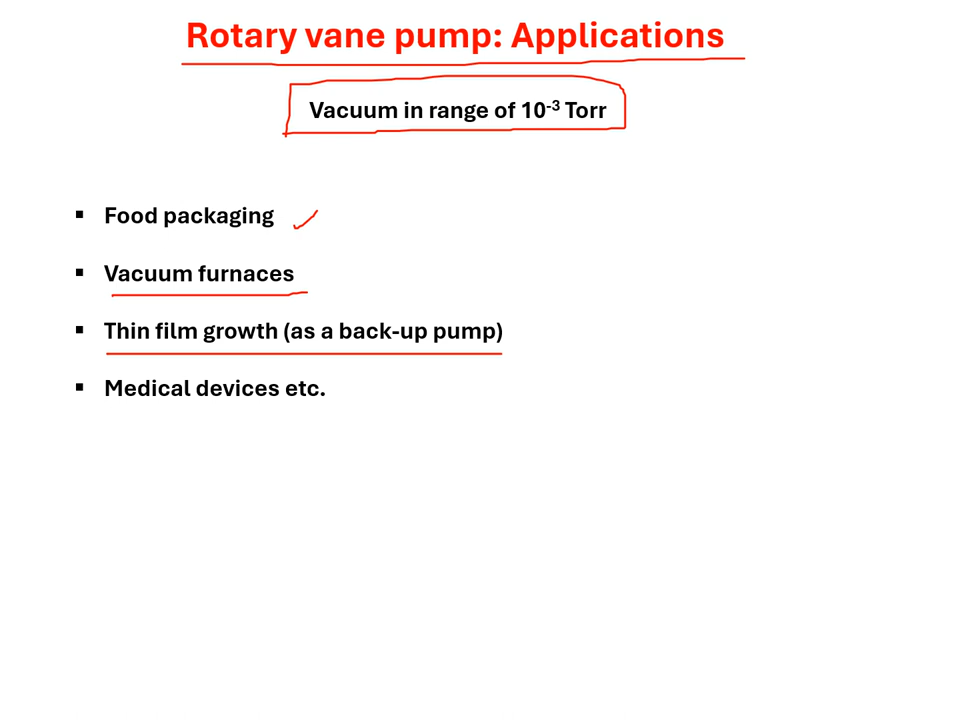 Rotary vane pump: Applications
Vacuum in range of 10⁻³ Torr
▪ Food packaging
▪ Vacuum furnaces
▪ Thin film growth (as a back-up pump)
▪ Medical devices etc.